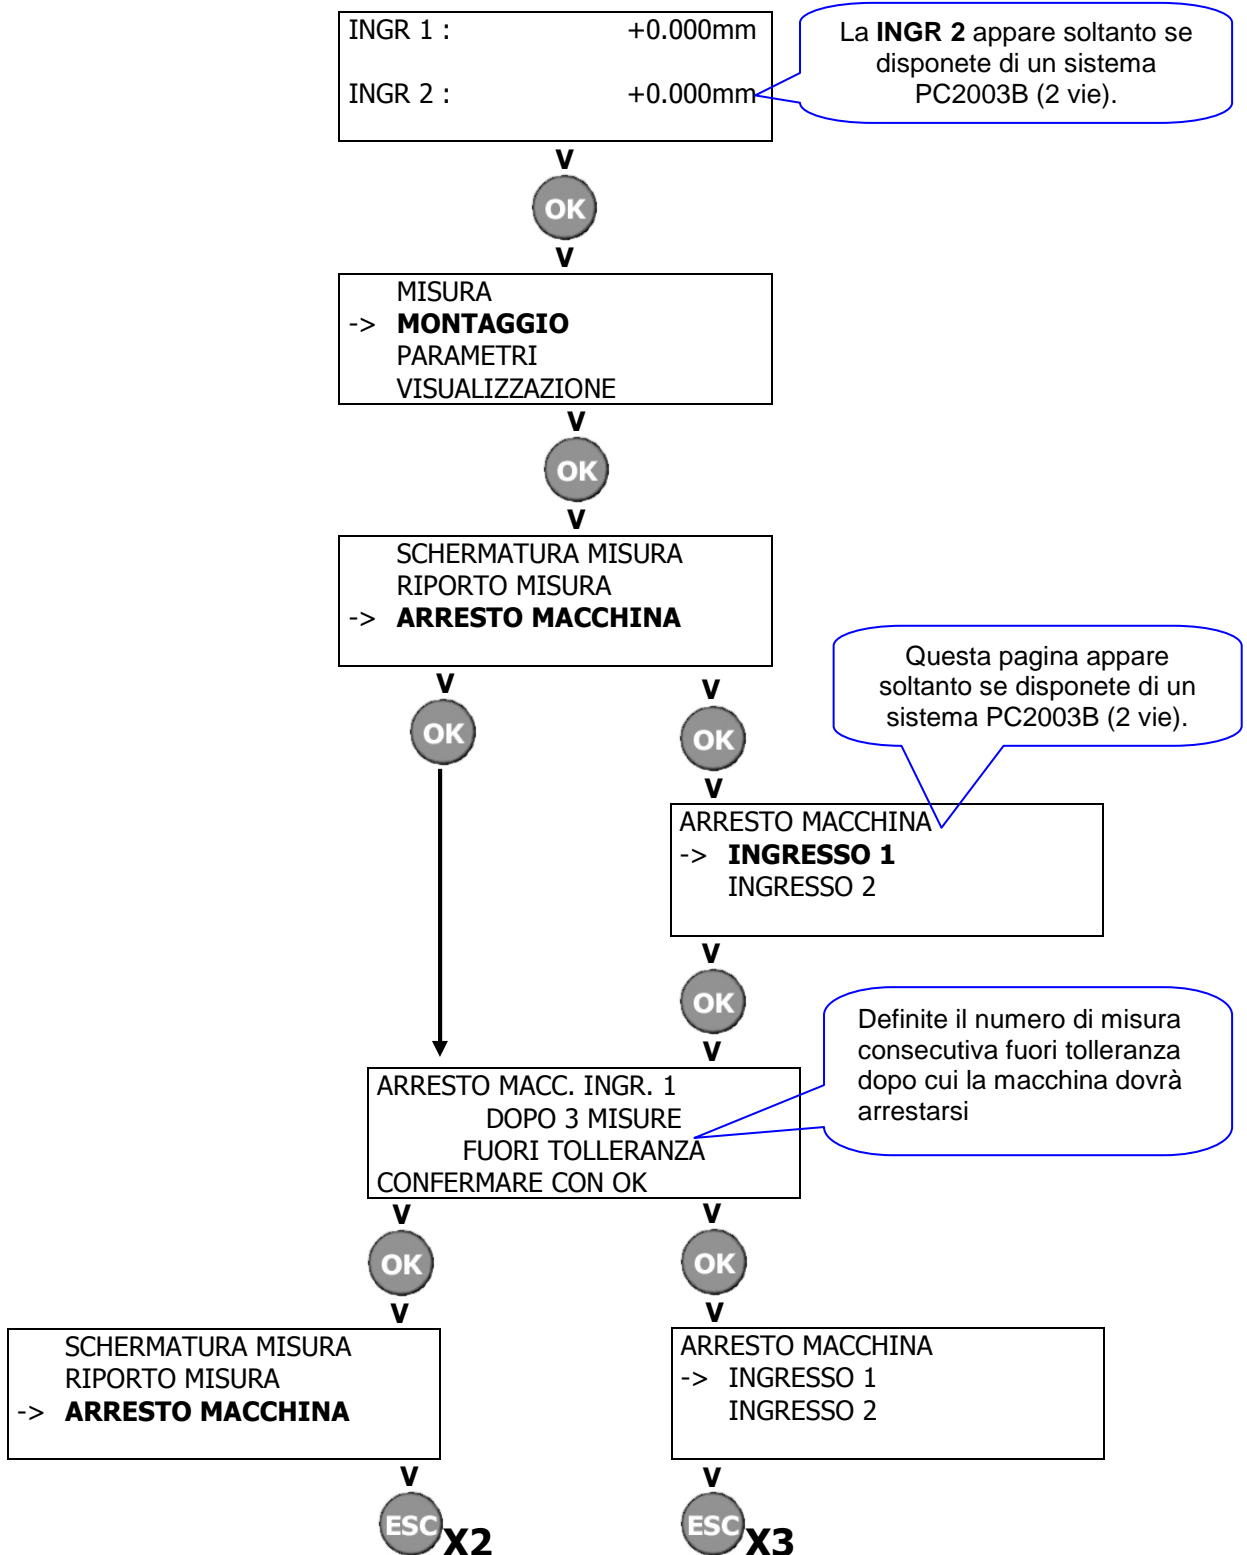 INGR 1 : +0.000mm
INGR 2 : +0.000mm
La INGR 2 appare soltanto se
disponete di un sistema
PC2003B (2 vie).
V
OK
V
MISURA
-> MONTAGGIO
PARAMETRI
VISUALIZZAZIONE
V
OK
V
SCHERMATURA MISURA
RIPORTO MISURA
-> ARRESTO MACCHINA
Questa pagina appare
soltanto se disponete di un
sistema PC2003B (2 vie).
V
OK
V
OK
V
ARRESTO MACCHINA
-> INGRESSO 1
INGRESSO 2
V
OK
V
Definite il numero di misura
consecutiva fuori tolleranza
dopo cui la macchina dovrà
arrestarsi
ARRESTO MACC. INGR. 1
DOPO 3 MISURE
FUORI TOLLERANZA
CONFERMARE CON OK
V
OK
V
V
OK
V
SCHERMATURA MISURA
RIPORTO MISURA
-> ARRESTO MACCHINA
ARRESTO MACCHINA
-> INGRESSO 1
INGRESSO 2
V
ESC X2
V
ESC X3